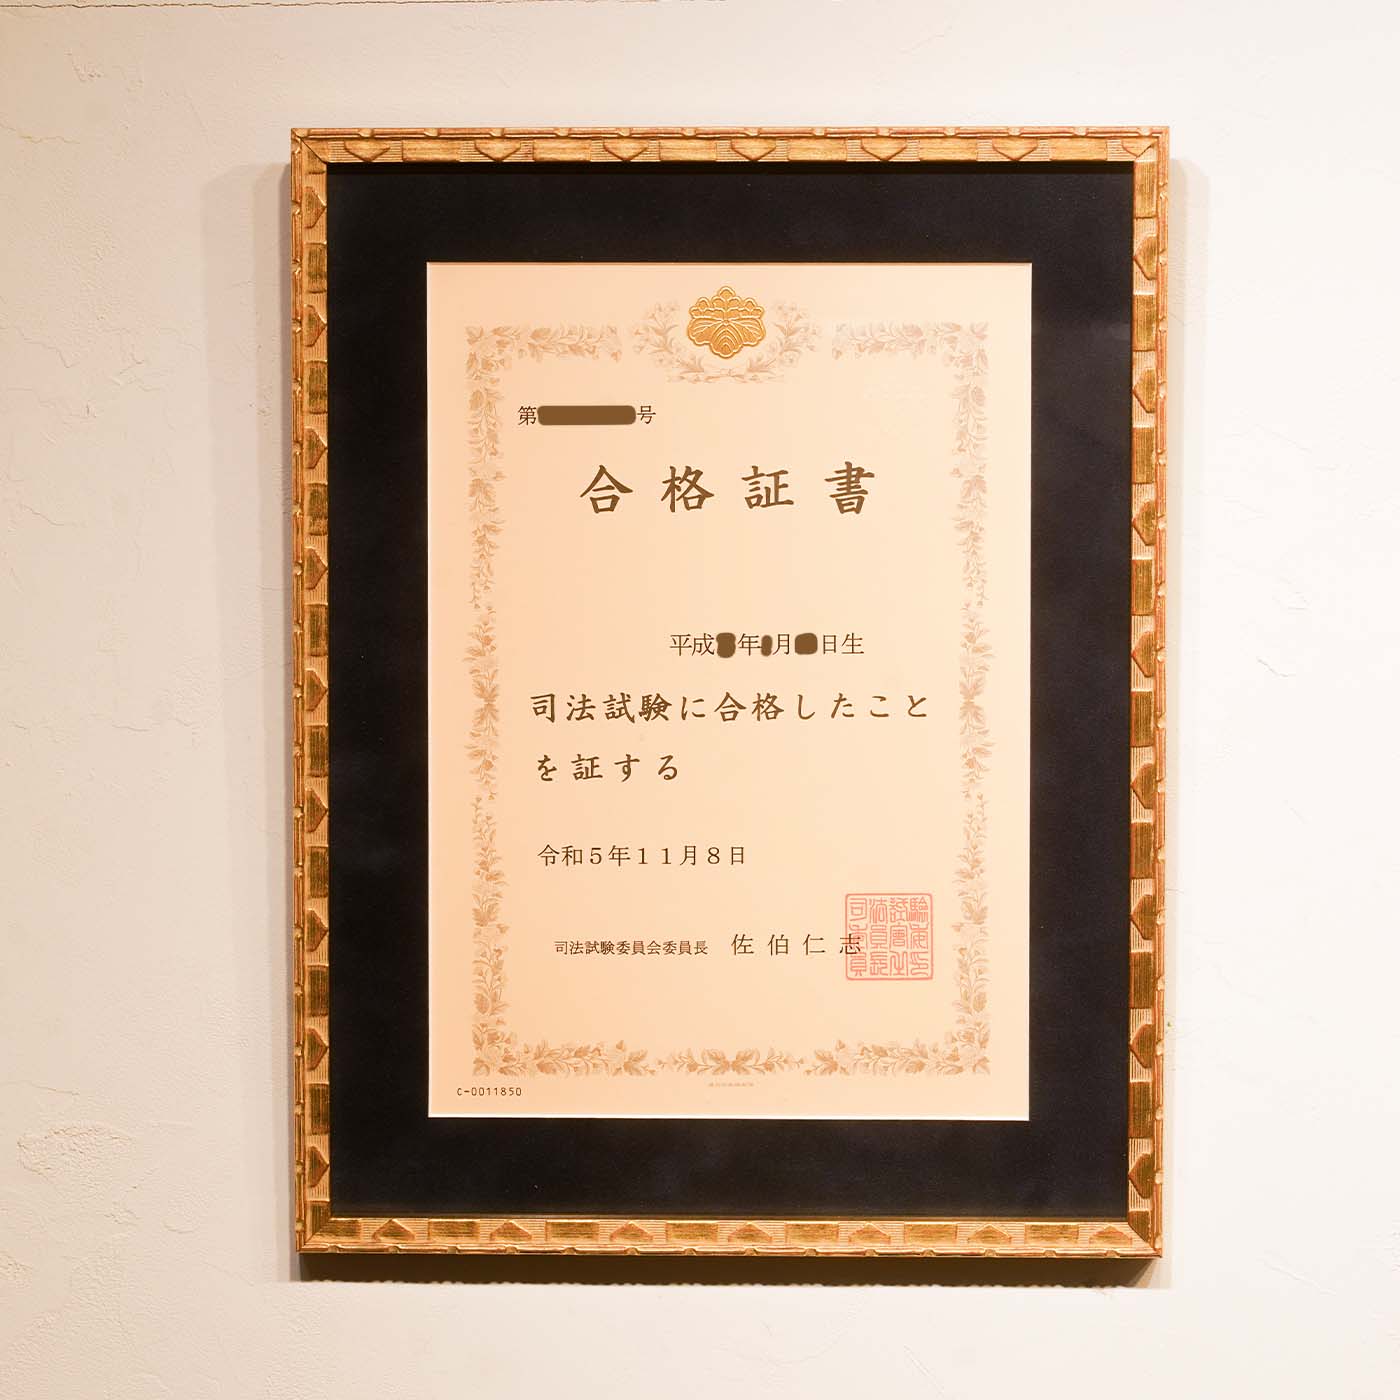 第 号
合格証書
平成 年 月 日生
司法試験に合格したこと
を証する
令和５年１１月８日
司法試験委員会委員長 佐伯仁志
C-0011850